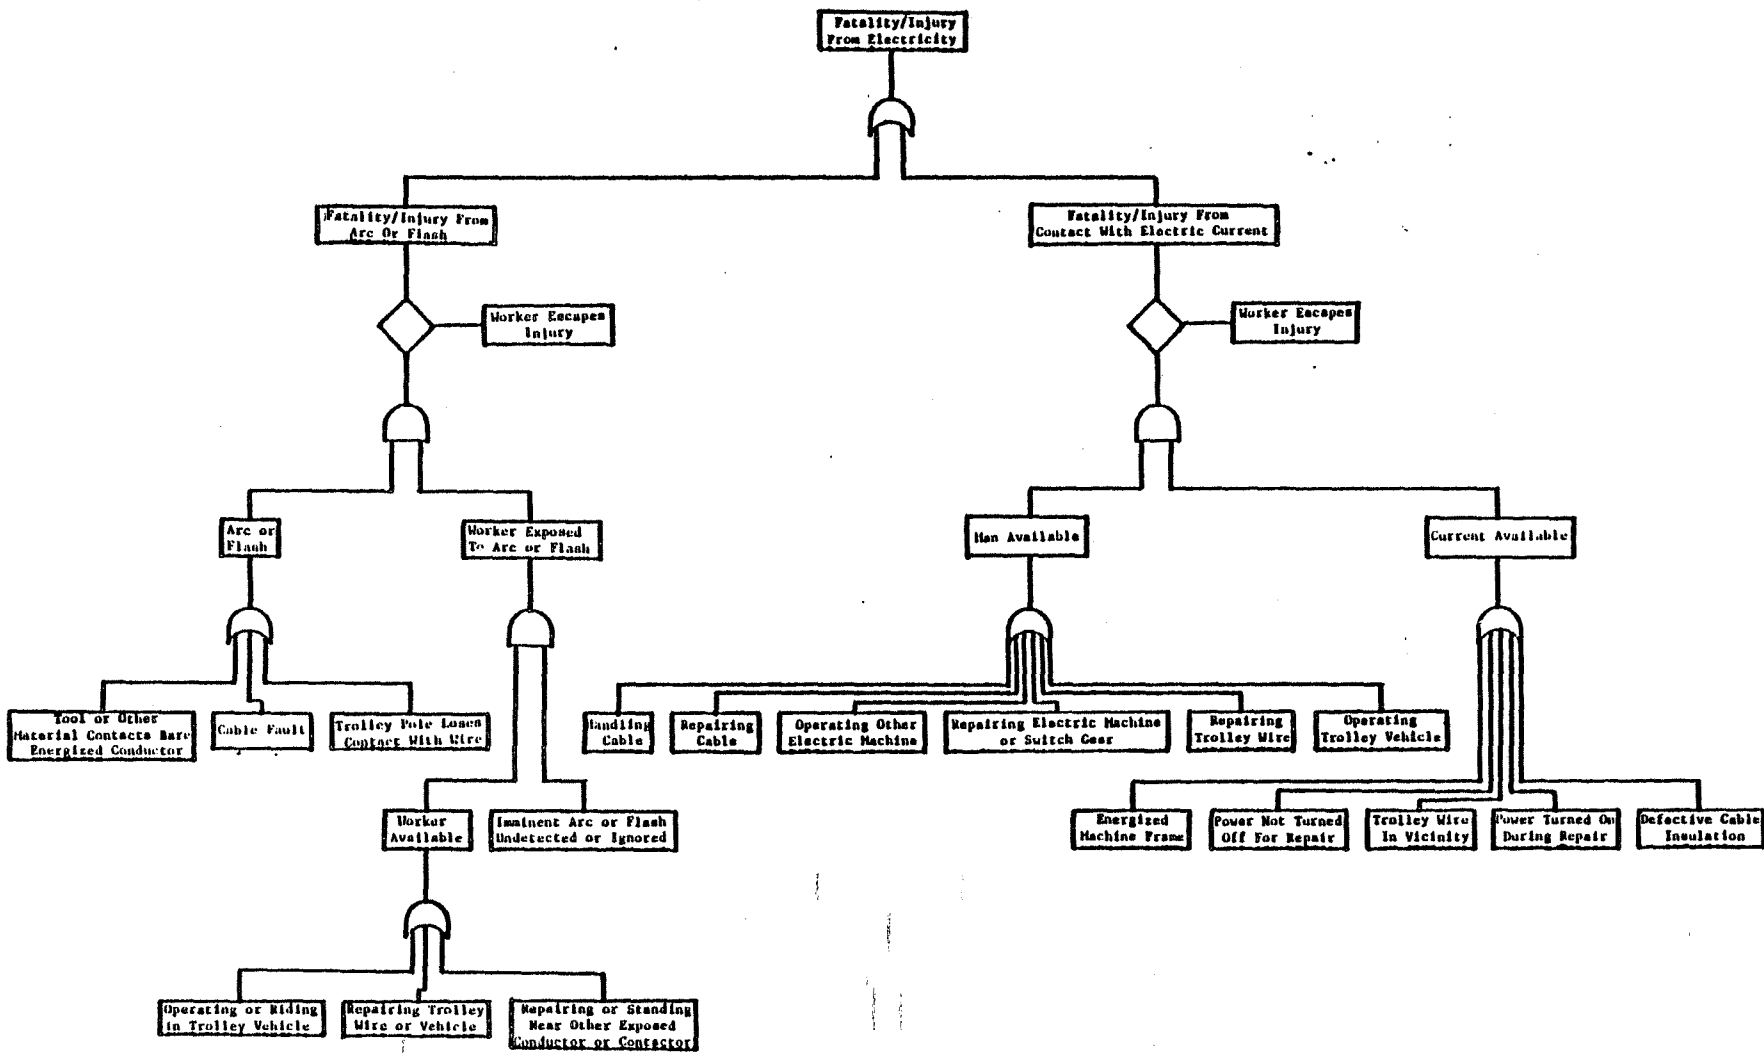 Fatality/Injury
From Electricity
Fatality/Injury From
Arc Or Flash
Fatality/Injury From
Contact With Electric Current
Worker Escapes
Injury
Worker Escapes
Injury
Arc or
Flash
Worker Exposed
To Arc or Flash
Man Available
Current Available
Tool or Other
Material Contacts Bare
Energized Conductor
Cable Fault
Trolley Pole Loses
Contact With Wire
Handling
Cable
Repairing
Cable
Operating Other
Electric Machine
Repairing Electric Machine
or Switch Gear
Repairing
Trolley Wire
Operating
Trolley Vehicle
Worker
Available
Imminent Arc or Flash
Undetected or Ignored
Energized
Machine Frame
Power Not Turned
Off For Repair
Trolley Wire
In Vicinity
Power Turned On
During Repair
Defective Cable
Insulation
Operating or Riding
in Trolley Vehicle
Repairing Trolley
Wire or Vehicle
Repairing or Standing
Near Other Exposed
Conductor or Contactor